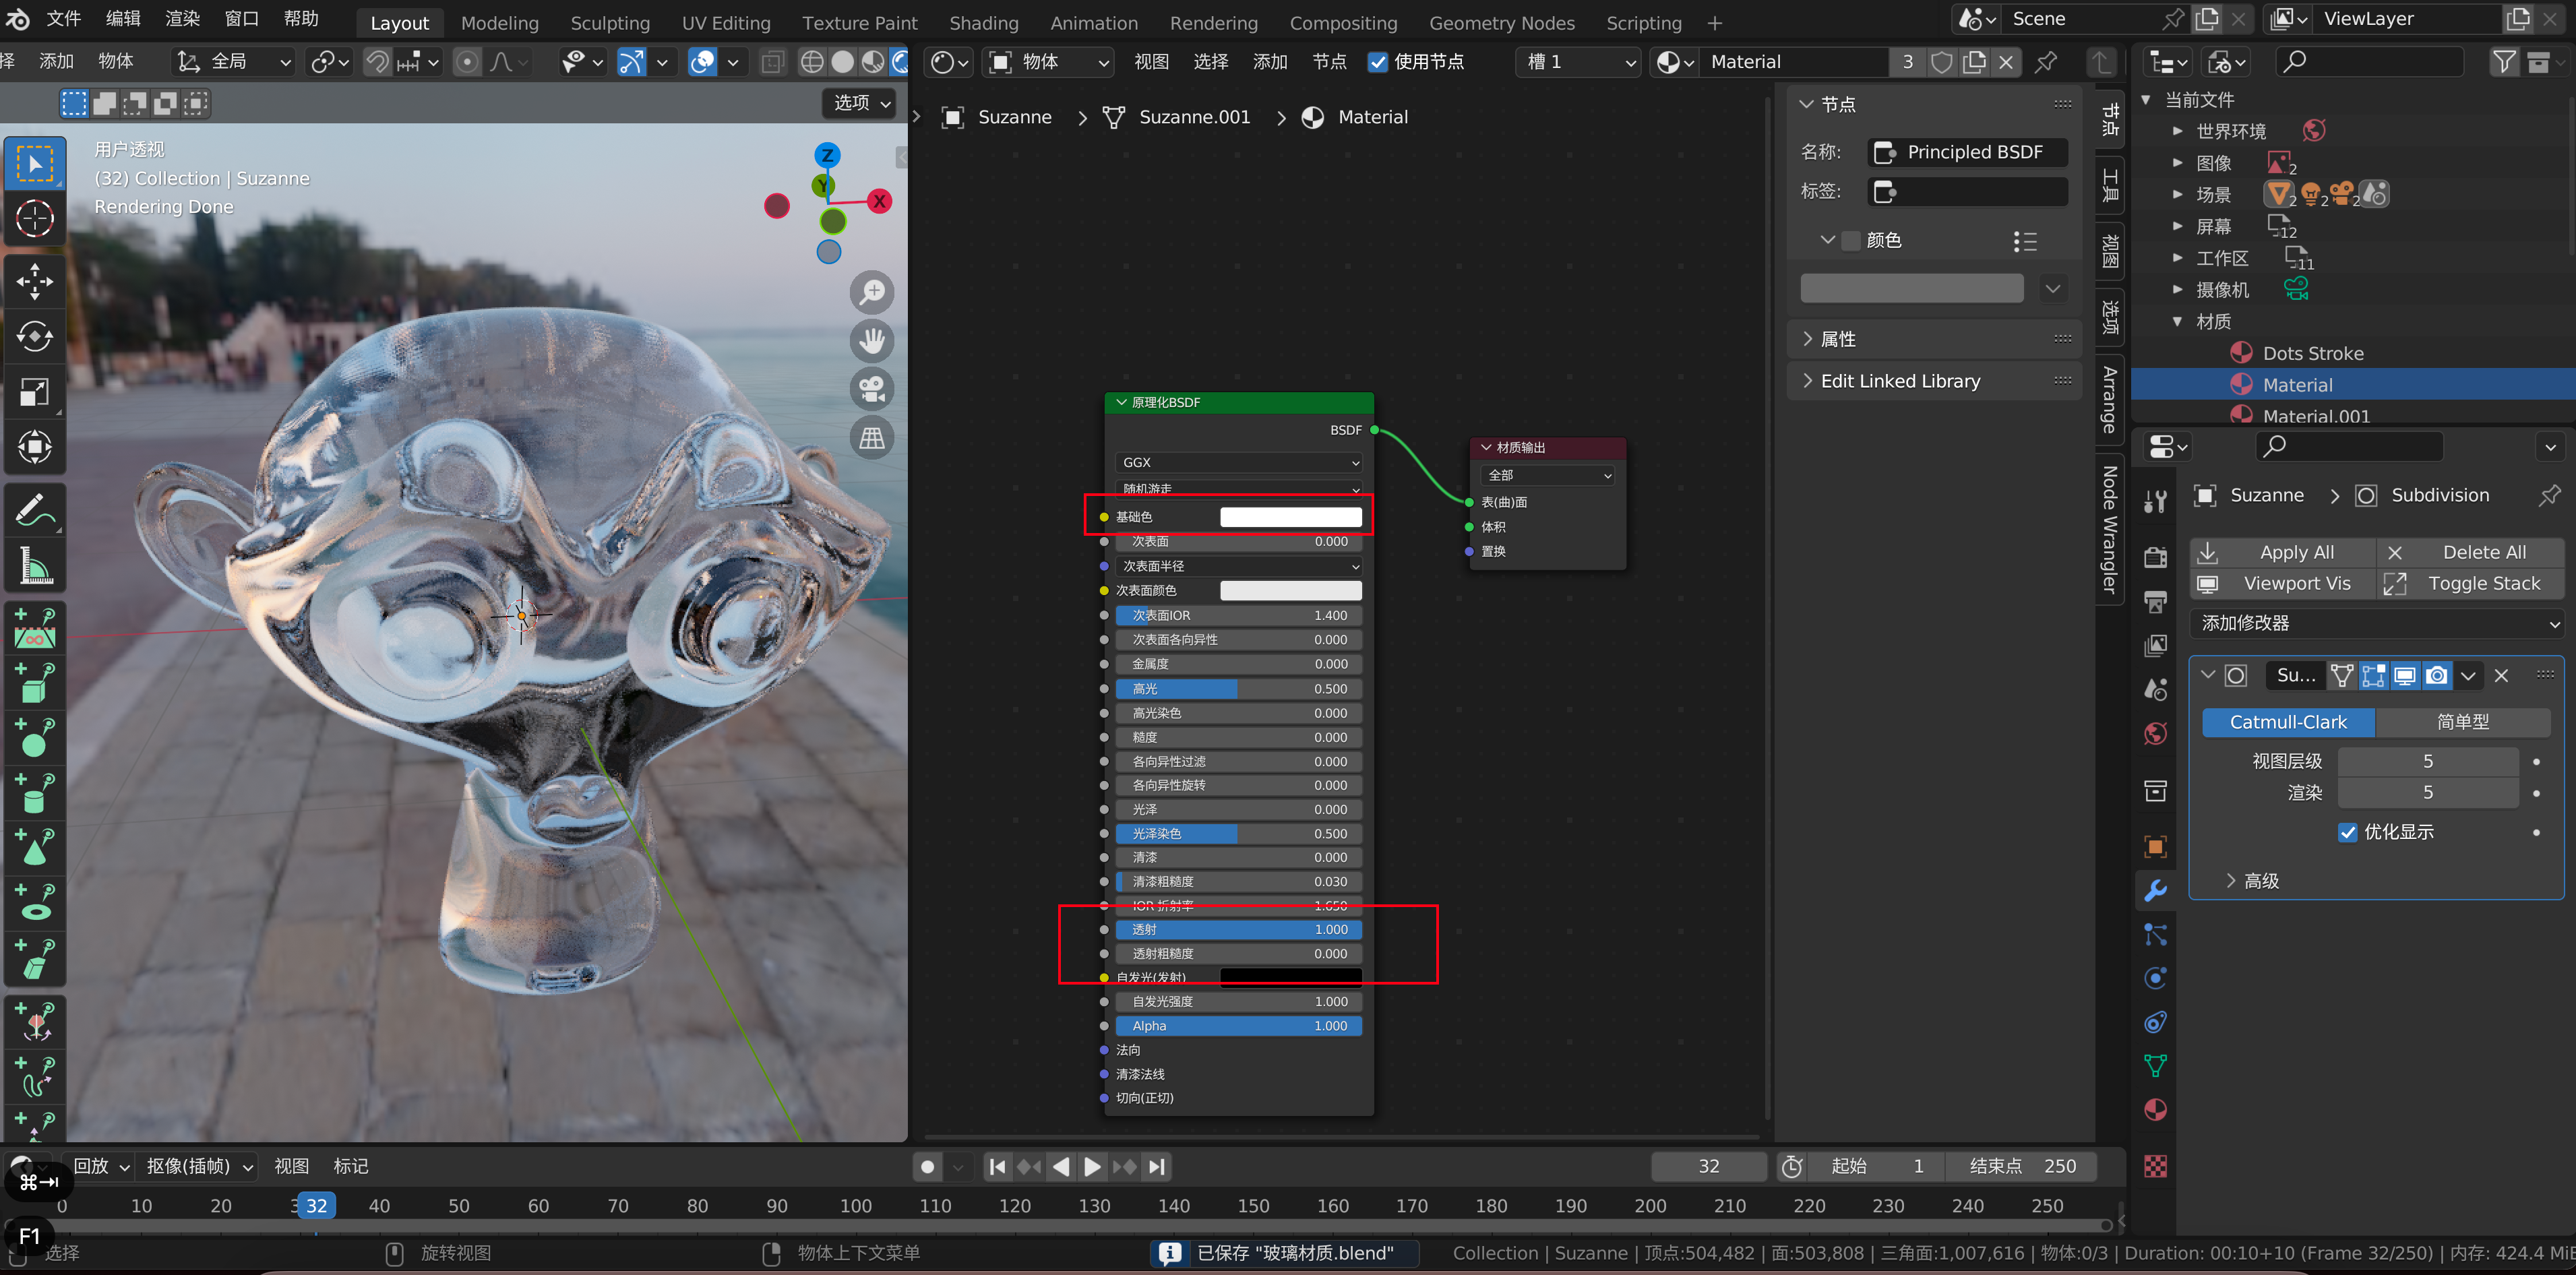 文件 编辑 渲染 窗口 帮助 Layout Modeling Sculpting UV Editing Texture Paint Shading Animation Rendering Compositing Geometry Nodes Scripting + Scene ViewLayer
择 添加 物体 全局 物体 视图 选择 添加 节点 使用节点 槽 1 Material 3
选项
Suzanne > Suzanne.001 > Material
用户透视
(32) Collection | Suzanne
Rendering Done
Z
Y
X
原理化BSDF
BSDF
GGX
随机游走
基础色
次表面 0.000
次表面半径
次表面颜色
次表面IOR 1.400
次表面各向异性 0.000
金属度 0.000
高光 0.500
高光染色 0.000
糙度 0.000
各向异性过滤 0.000
各向异性旋转 0.000
光泽 0.000
光泽染色 0.500
清漆 0.000
清漆粗糙度 0.030
IOR 折射率 1.650
透射 1.000
透射粗糙度 0.000
自发光(发射)
自发光强度 1.000
Alpha 1.000
法向
清漆法线
切向(正切)
材质输出
全部
表(曲)面
体积
置换
节点
名称: Principled BSDF
标签:
颜色
属性
Edit Linked Library
节点
工具
视图
选项
Arrange
Node Wrangler
当前文件
世界环境
图像 2
场景 2 2 2
屏幕 12
工作区 11
摄像机
材质
Dots Stroke
Material
Material.001
Suzanne > Subdivision
Apply All Delete All
Viewport Vis Toggle Stack
添加修改器
Su...
Catmull-Clark 简单型
视图层级 5
渲染 5
优化显示
高级
回放 抠像(插帧) 视图 标记 32 起始 1 结束点 250
0 10 20 3 32 40 50 60 70 80 90 100 110 120 130 140 150 160 170 180 190 200 210 220 230 240 250
⌘⇥
F1
选择 旋转视图 物体上下文菜单 已保存 "玻璃材质.blend" Collection | Suzanne | 顶点:504,482 | 面:503,808 | 三角面:1,007,616 | 物体:0/3 | Duration: 00:10+10 (Frame 32/250) | 内存: 424.4 MiB